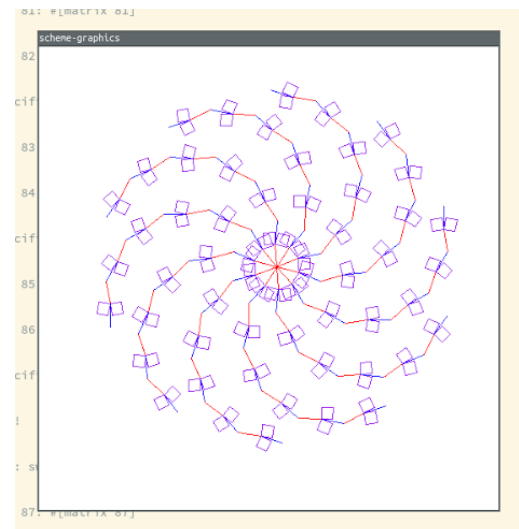 81: #[matrix 81]
scheme-graphics
82
cif
83
84
cif
85
86
cif
!
: s
87: #[matrix 87]